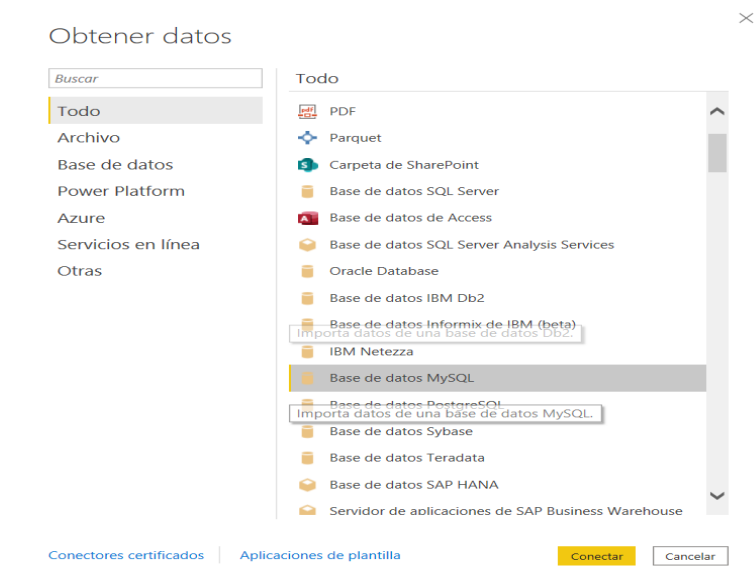 Obtener datos
Buscar
Todo
Archivo
Base de datos
Power Platform
Azure
Servicios en línea
Otras
Todo
PDF
Parquet
Carpeta de SharePoint
Base de datos SQL Server
Base de datos de Access
Base de datos SQL Server Analysis Services
Oracle Database
Base de datos IBM Db2
Base de datos Informix de IBM (beta)
Importa datos de una base de datos Db2.
IBM Netezza
Base de datos MySQL
Base de datos PostgreSQL
Importa datos de una base de datos MySQL.
Base de datos Sybase
Base de datos Teradata
Base de datos SAP HANA
Servidor de aplicaciones de SAP Business Warehouse
Conectores certificados
Aplicaciones de plantilla
Conectar
Cancelar